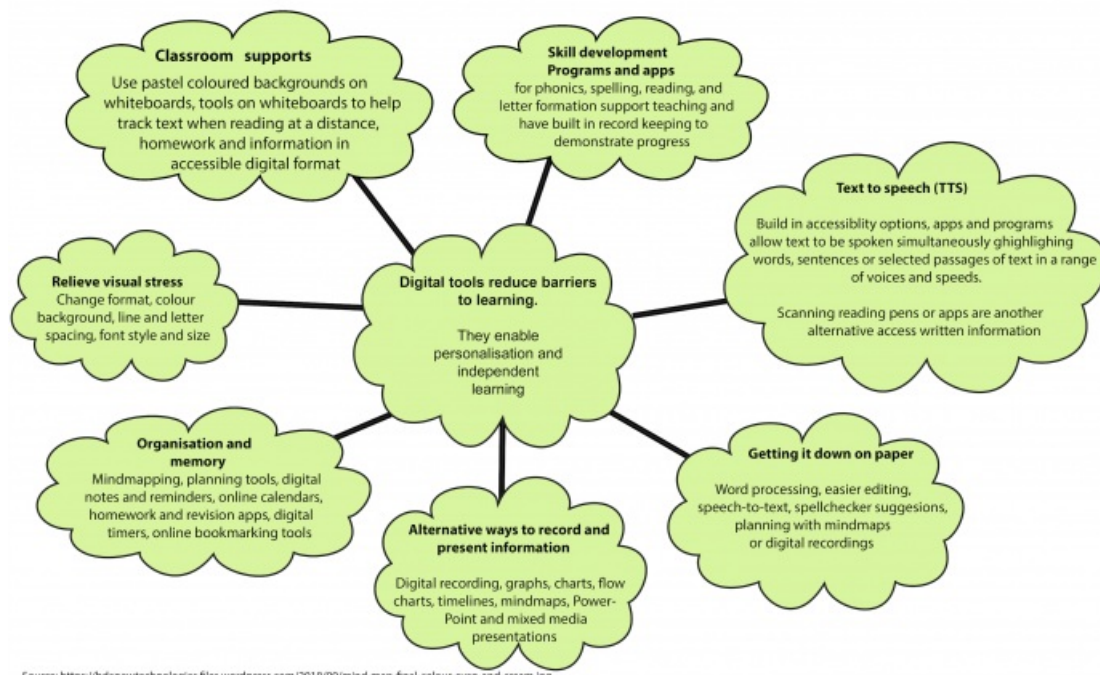 Classroom supports
Use pastel coloured backgrounds on
whiteboards, tools on whiteboards to help
track text when reading at a distance,
homework and information in
accessible digital format
Skill development
Programs and apps
for phonics, spelling, reading, and
letter formation support teaching and
have built in record keeping to
demonstrate progress
Text to speech (TTS)
Build in accessiblity options, apps and programs
allow text to be spoken simultaneously ghighlighing
words, sentences or selected passages of text in a range
of voices and speeds.
Scanning reading pens or apps are another
alternative access written information
Relieve visual stress
Change format, colour
background, line and letter
spacing, font style and size
Digital tools reduce barriers
to learning.
They enable
personalisation and
independent
learning
Organisation and
memory
Mindmapping, planning tools, digital
notes and reminders, online calendars,
homework and revision apps, digital
timers, online bookmarking tools
Alternative ways to record and
present information
Digital recording, graphs, charts, flow
charts, timelines, mindmaps, Power-
Point and mixed media
presentations
Getting it down on paper
Word processing, easier editing,
speech-to-text, spellchecker suggesions,
planning with mindmaps
or digital recordings
Source: